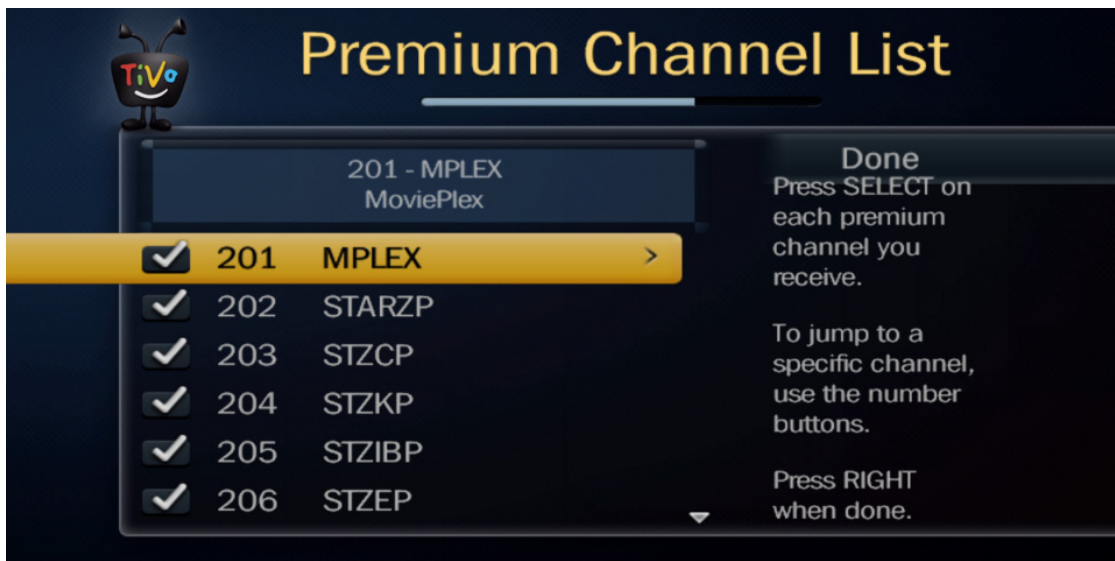 TiVo
Premium Channel List
201 - MPLEX
MoviePlex
201 MPLEX >
202 STARZP
203 STZCP
204 STZKP
205 STZIBP
206 STZEP
Done
Press SELECT on
each premium
channel you
receive.
To jump to a
specific channel,
use the number
buttons.
Press RIGHT
when done.